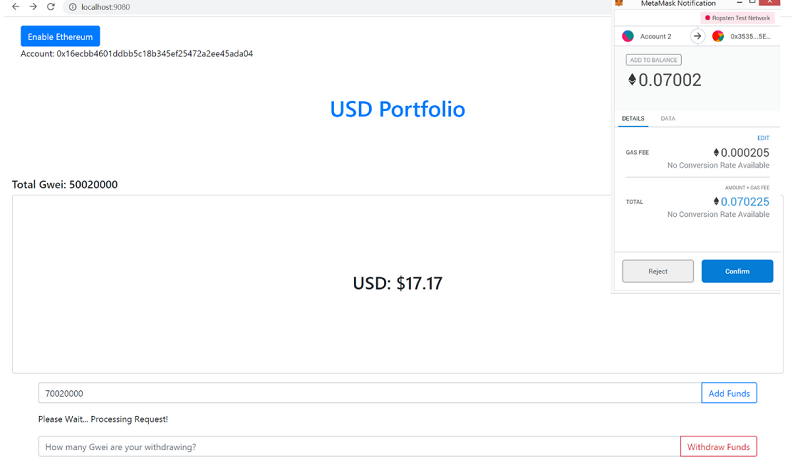 localhost:9080
Enable Ethereum
Account: 0x16ecbb4601ddbb5c18b345ef25472a2ee45ada04
USD Portfolio
Total Gwei: 50020000
USD: $17.17
70020000
Add Funds
Please Wait... Processing Request!
How many Gwei are your withdrawing?
Withdraw Funds
MetaMask Notification
Ropsten Test Network
Account 2
0x3535...5E...
ADD TO BALANCE
0.07002
DETAILS DATA
EDIT
GAS FEE 0.000205
No Conversion Rate Available
AMOUNT + GAS FEE
TOTAL 0.070225
No Conversion Rate Available
Reject Confirm